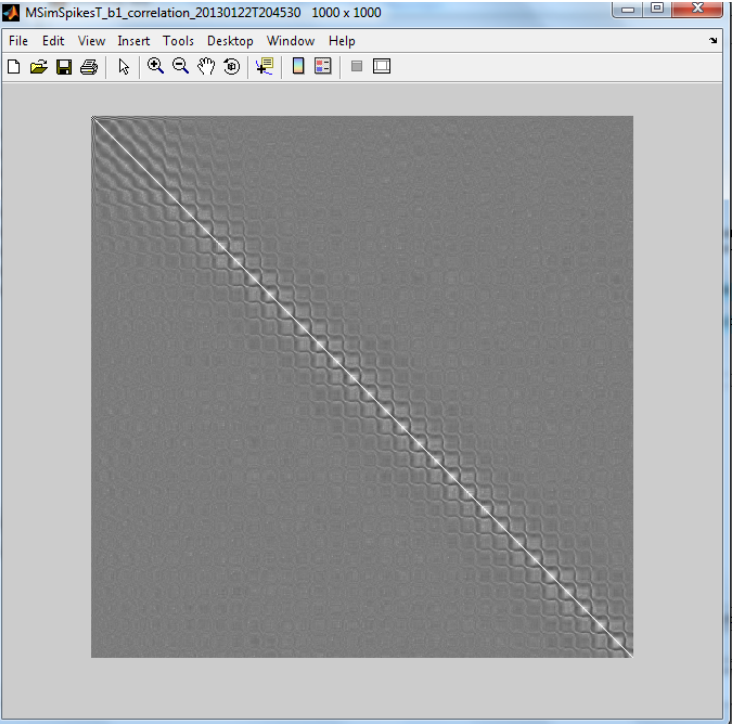 MSimSpikesT_b1_correlation_20130122T204530 1000 x 1000
File Edit View Insert Tools Desktop Window Help